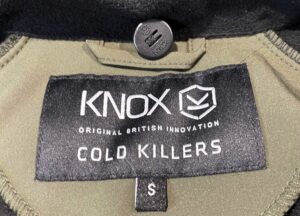 KNOX
ORIGINAL BRITISH INNOVATION
COLD KILLERS
S